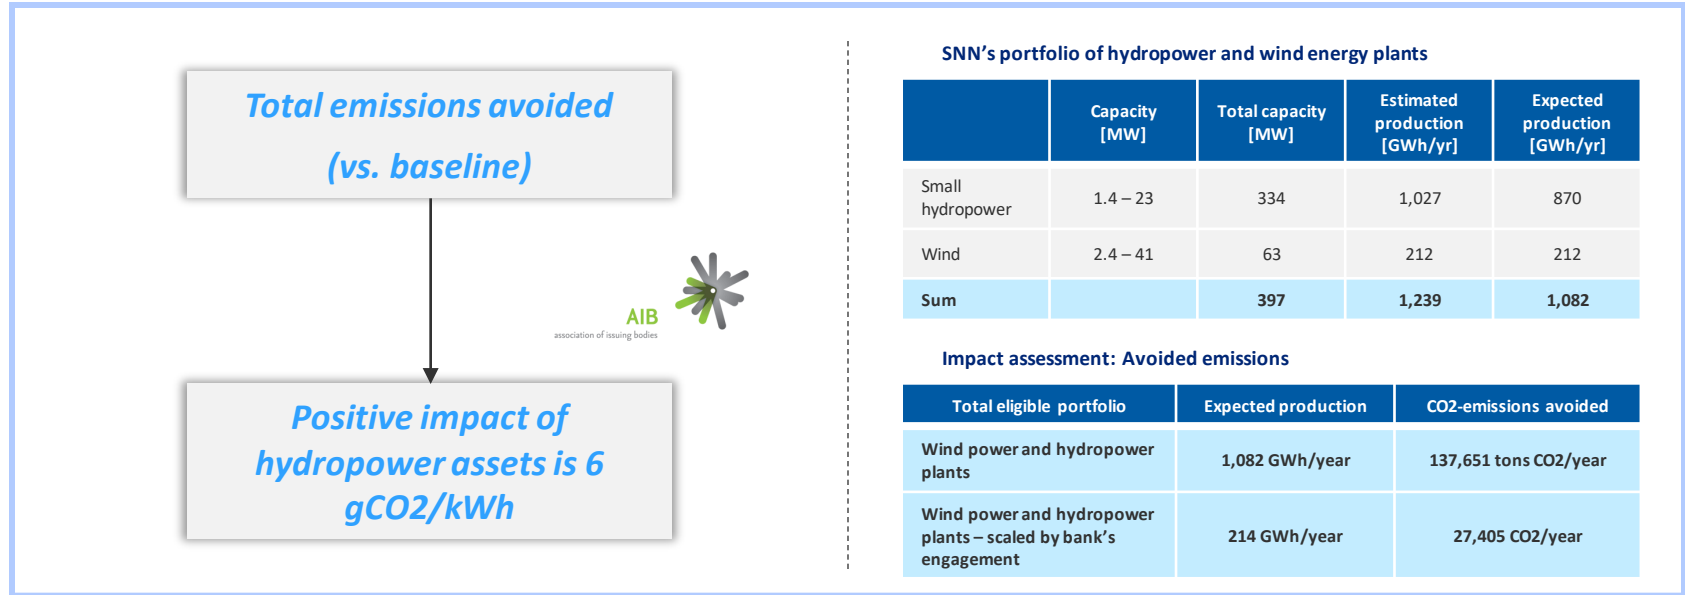 Total emissions avoided
(vs. baseline)
AIB
association of issuing bodies
Positive impact of
hydropower assets is 6
gCO2/kWh
SNN's portfolio of hydropower and wind energy plants
Capacity
[MW]
Total capacity
[MW]
Estimated
production
[GWh/yr]
Expected
production
[GWh/yr]
Small
hydropower
1.4 – 23
334
1,027
870
Wind
2.4 – 41
63
212
212
Sum
397
1,239
1,082
Impact assessment: Avoided emissions
Total eligible portfolio
Expected production
CO2-emissions avoided
Wind power and hydropower
plants
1,082 GWh/year
137,651 tons CO2/year
Wind power and hydropower
plants – scaled by bank's
engagement
214 GWh/year
27,405 CO2/year